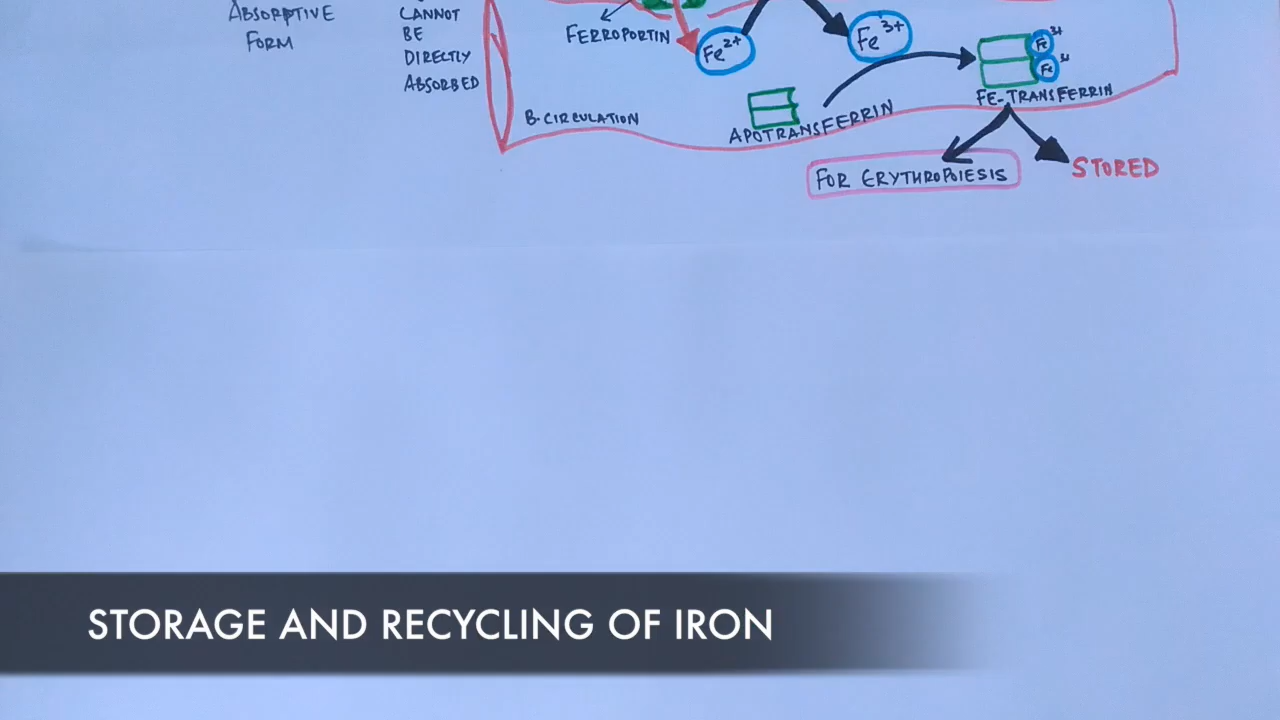 ABSORPTIVE
FORM
CANNOT
BE
DIRECTLY
ABSORBED
FERROPORTIN
Fe2+
Fe3+
Fe3+
Fe3+
FE-TRANSFERRIN
B-CIRCULATION
APOTRANSFERRIN
FOR ERYTHROPOIESIS
STORED
STORAGE AND RECYCLING OF IRON